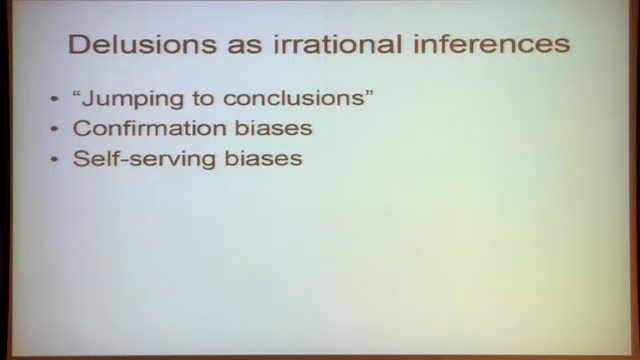 Delusions as irrational inferences
• “Jumping to conclusions”
• Confirmation biases
• Self-serving biases